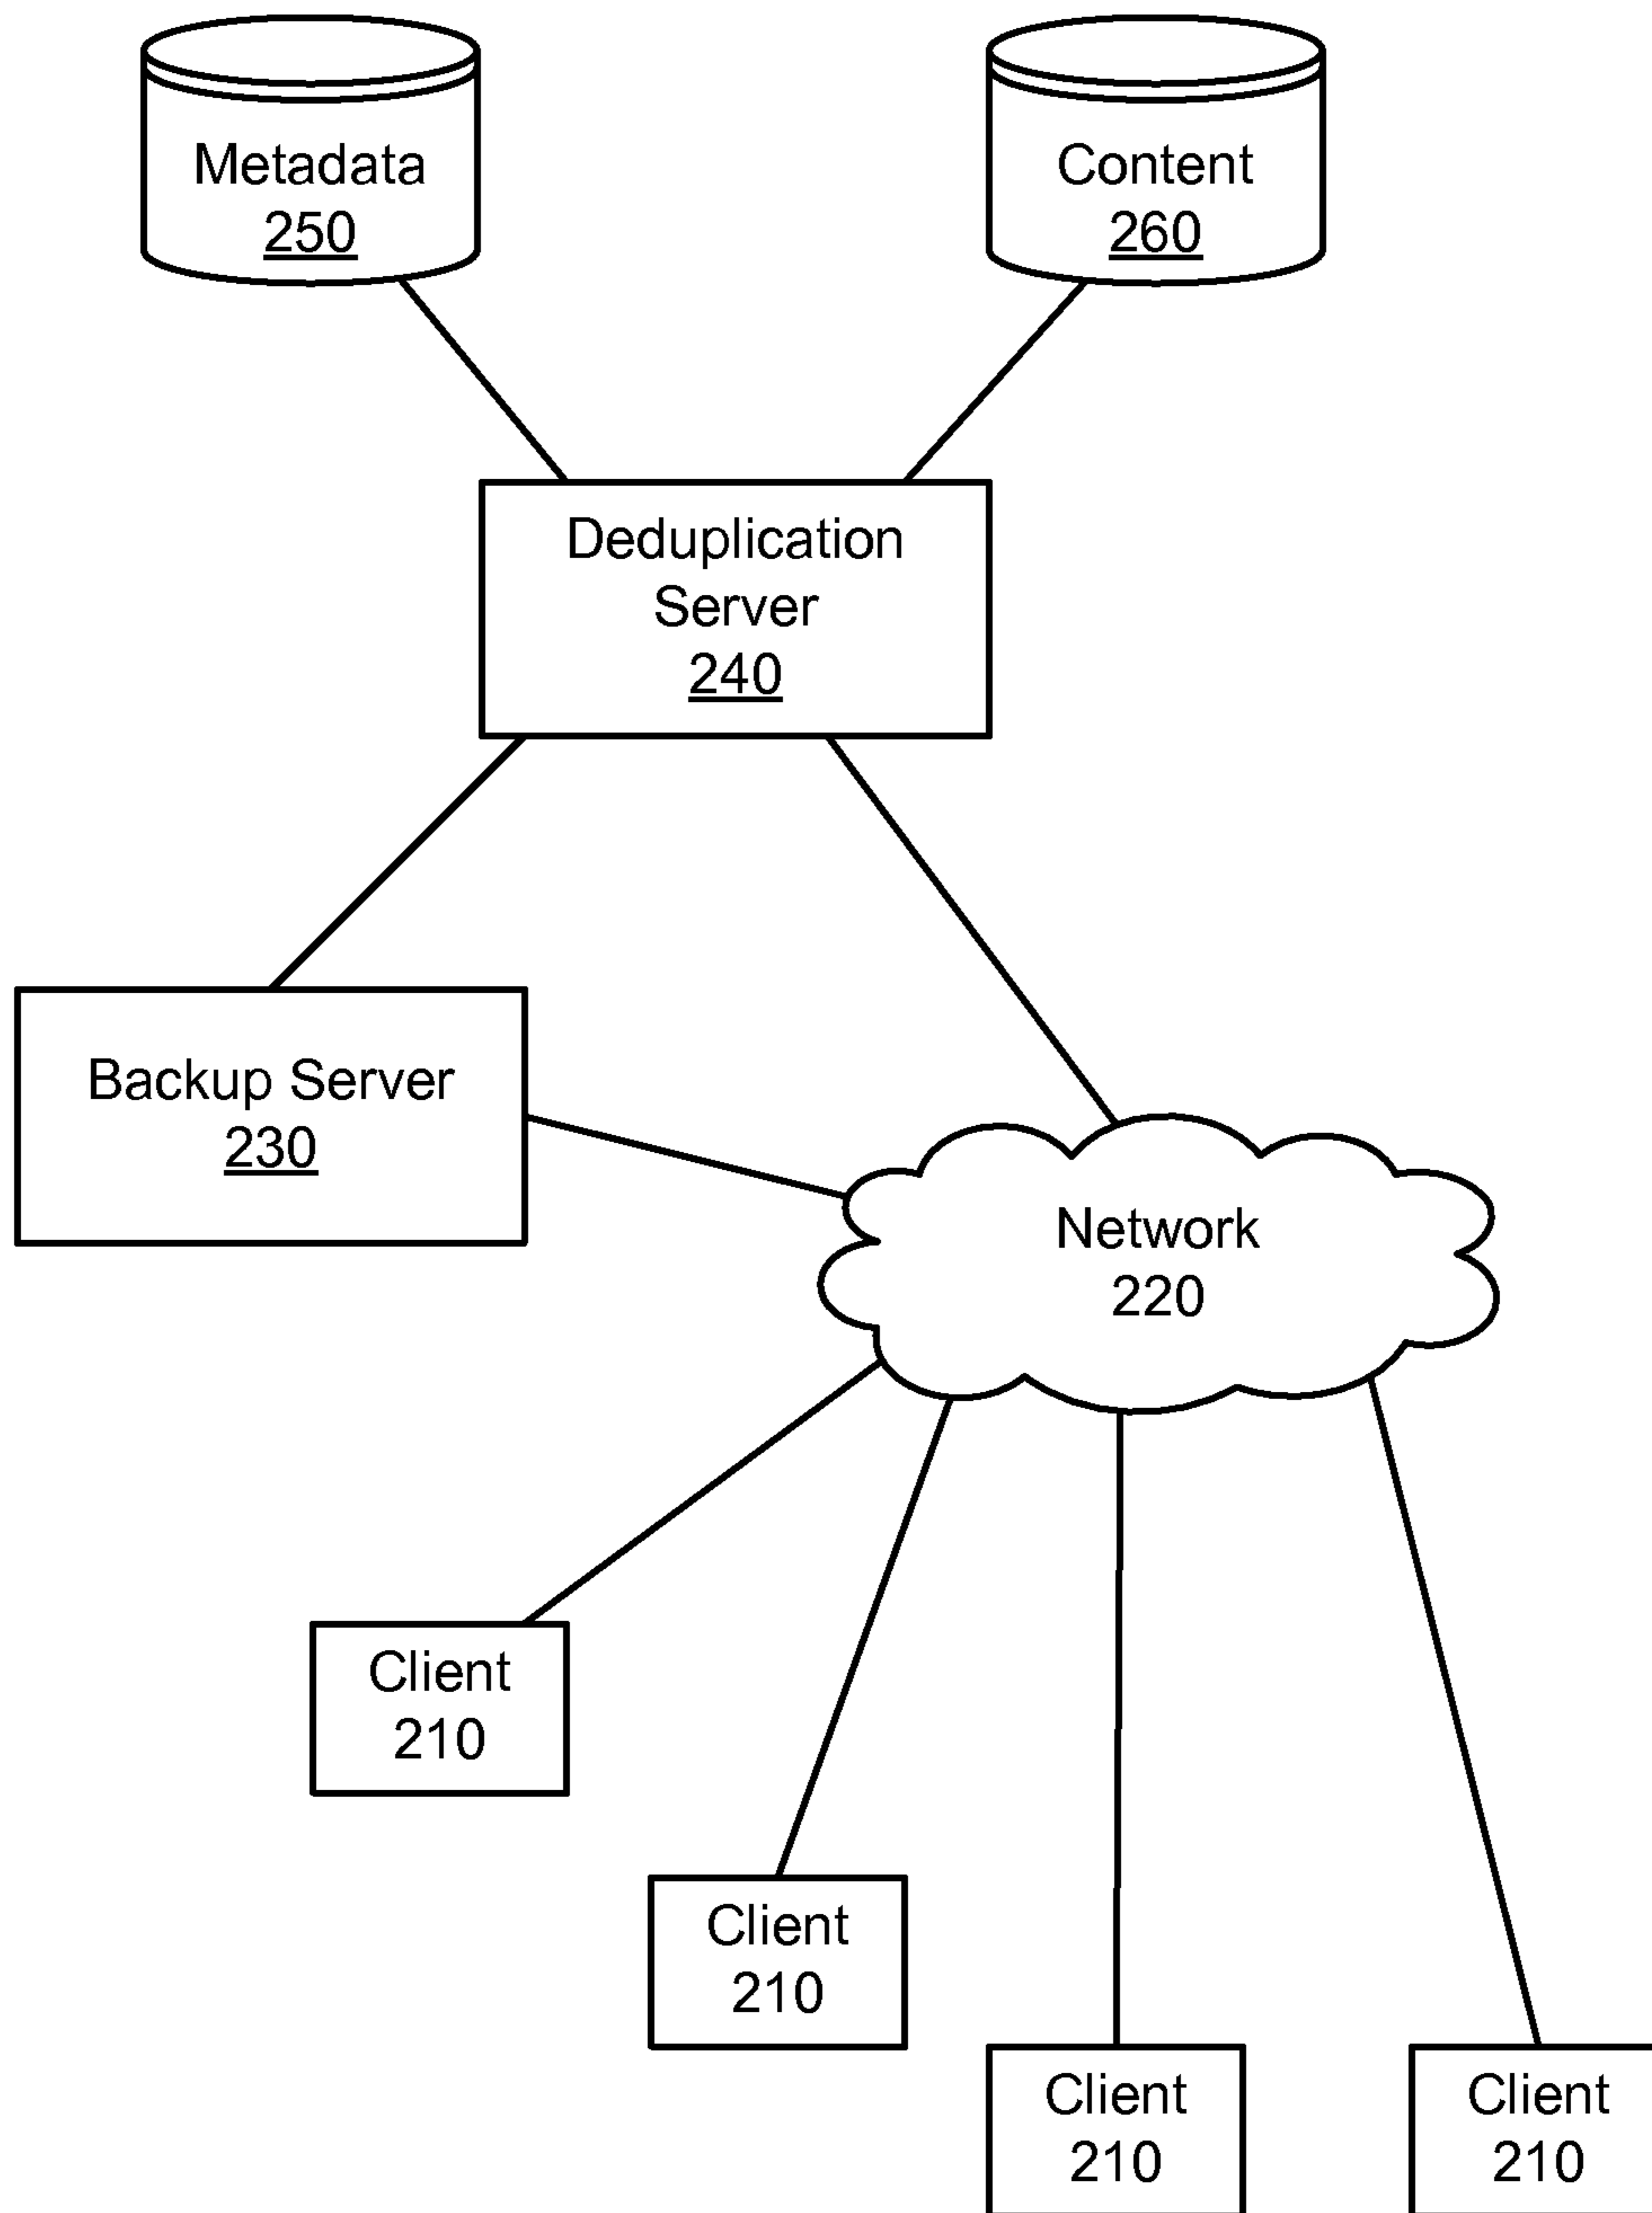 Metadata
250
Content
260
Deduplication
Server
240
Backup Server
230
Network
220
Client
210
Client
210
Client
210
Client
210